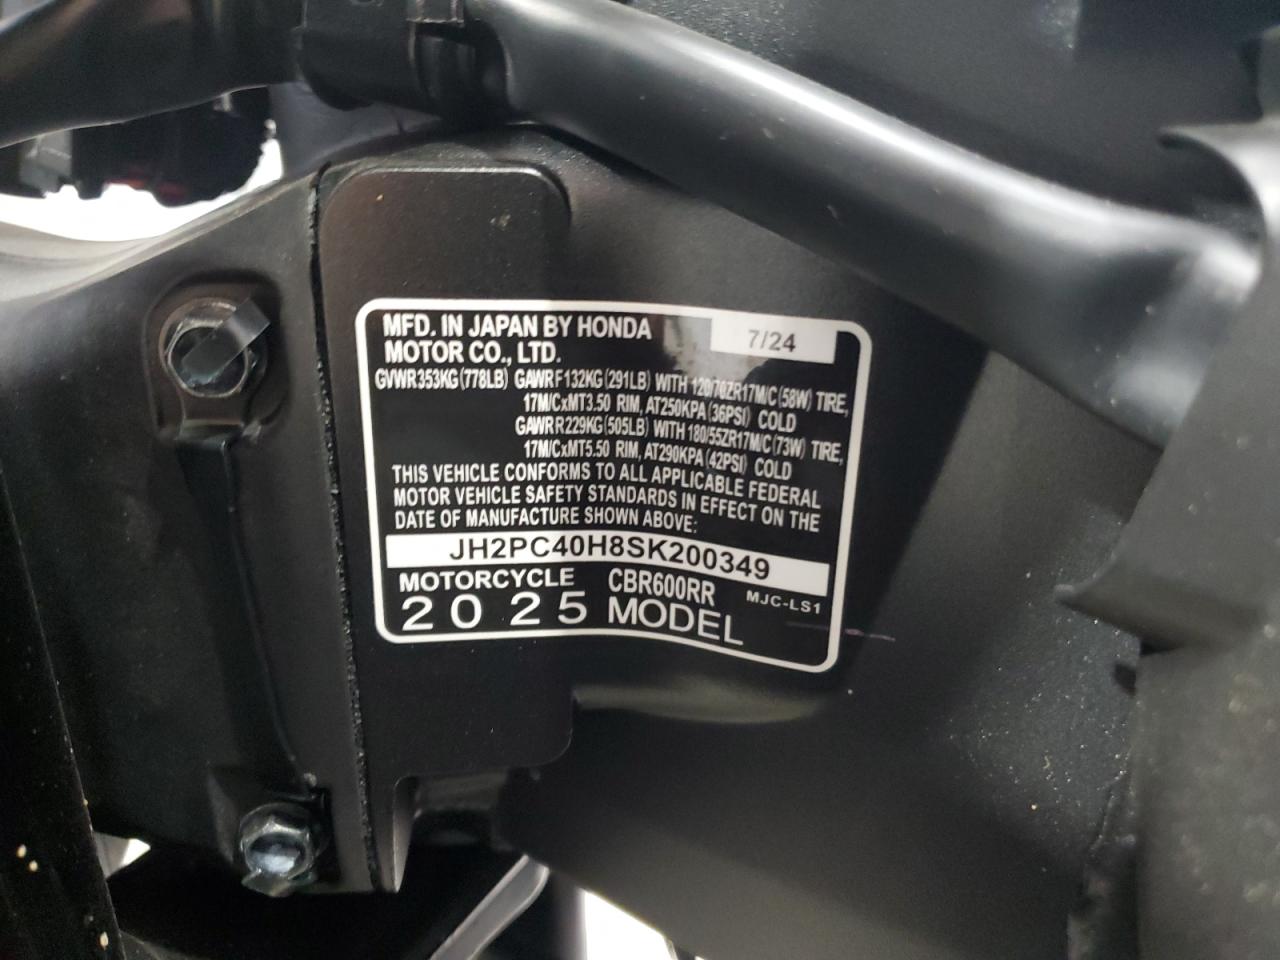 MFD. IN JAPAN BY HONDA 7/24
MOTOR CO., LTD.
GVWR353KG(778LB) GAWRF132KG(291LB) WITH 120/70ZR17M/C(58W) TIRE,
17M/CxMT3.50 RIM, AT250KPA(36PSI) COLD
GAWRR229KG(505LB) WITH 180/55ZR17M/C(73W) TIRE,
17M/CxMT5.50 RIM, AT290KPA(42PSI) COLD
THIS VEHICLE CONFORMS TO ALL APPLICABLE FEDERAL
MOTOR VEHICLE SAFETY STANDARDS IN EFFECT ON THE
DATE OF MANUFACTURE SHOWN ABOVE:
JH2PC40H8SK200349
MOTORCYCLE CBR600RR MJC-LS1
2025 MODEL